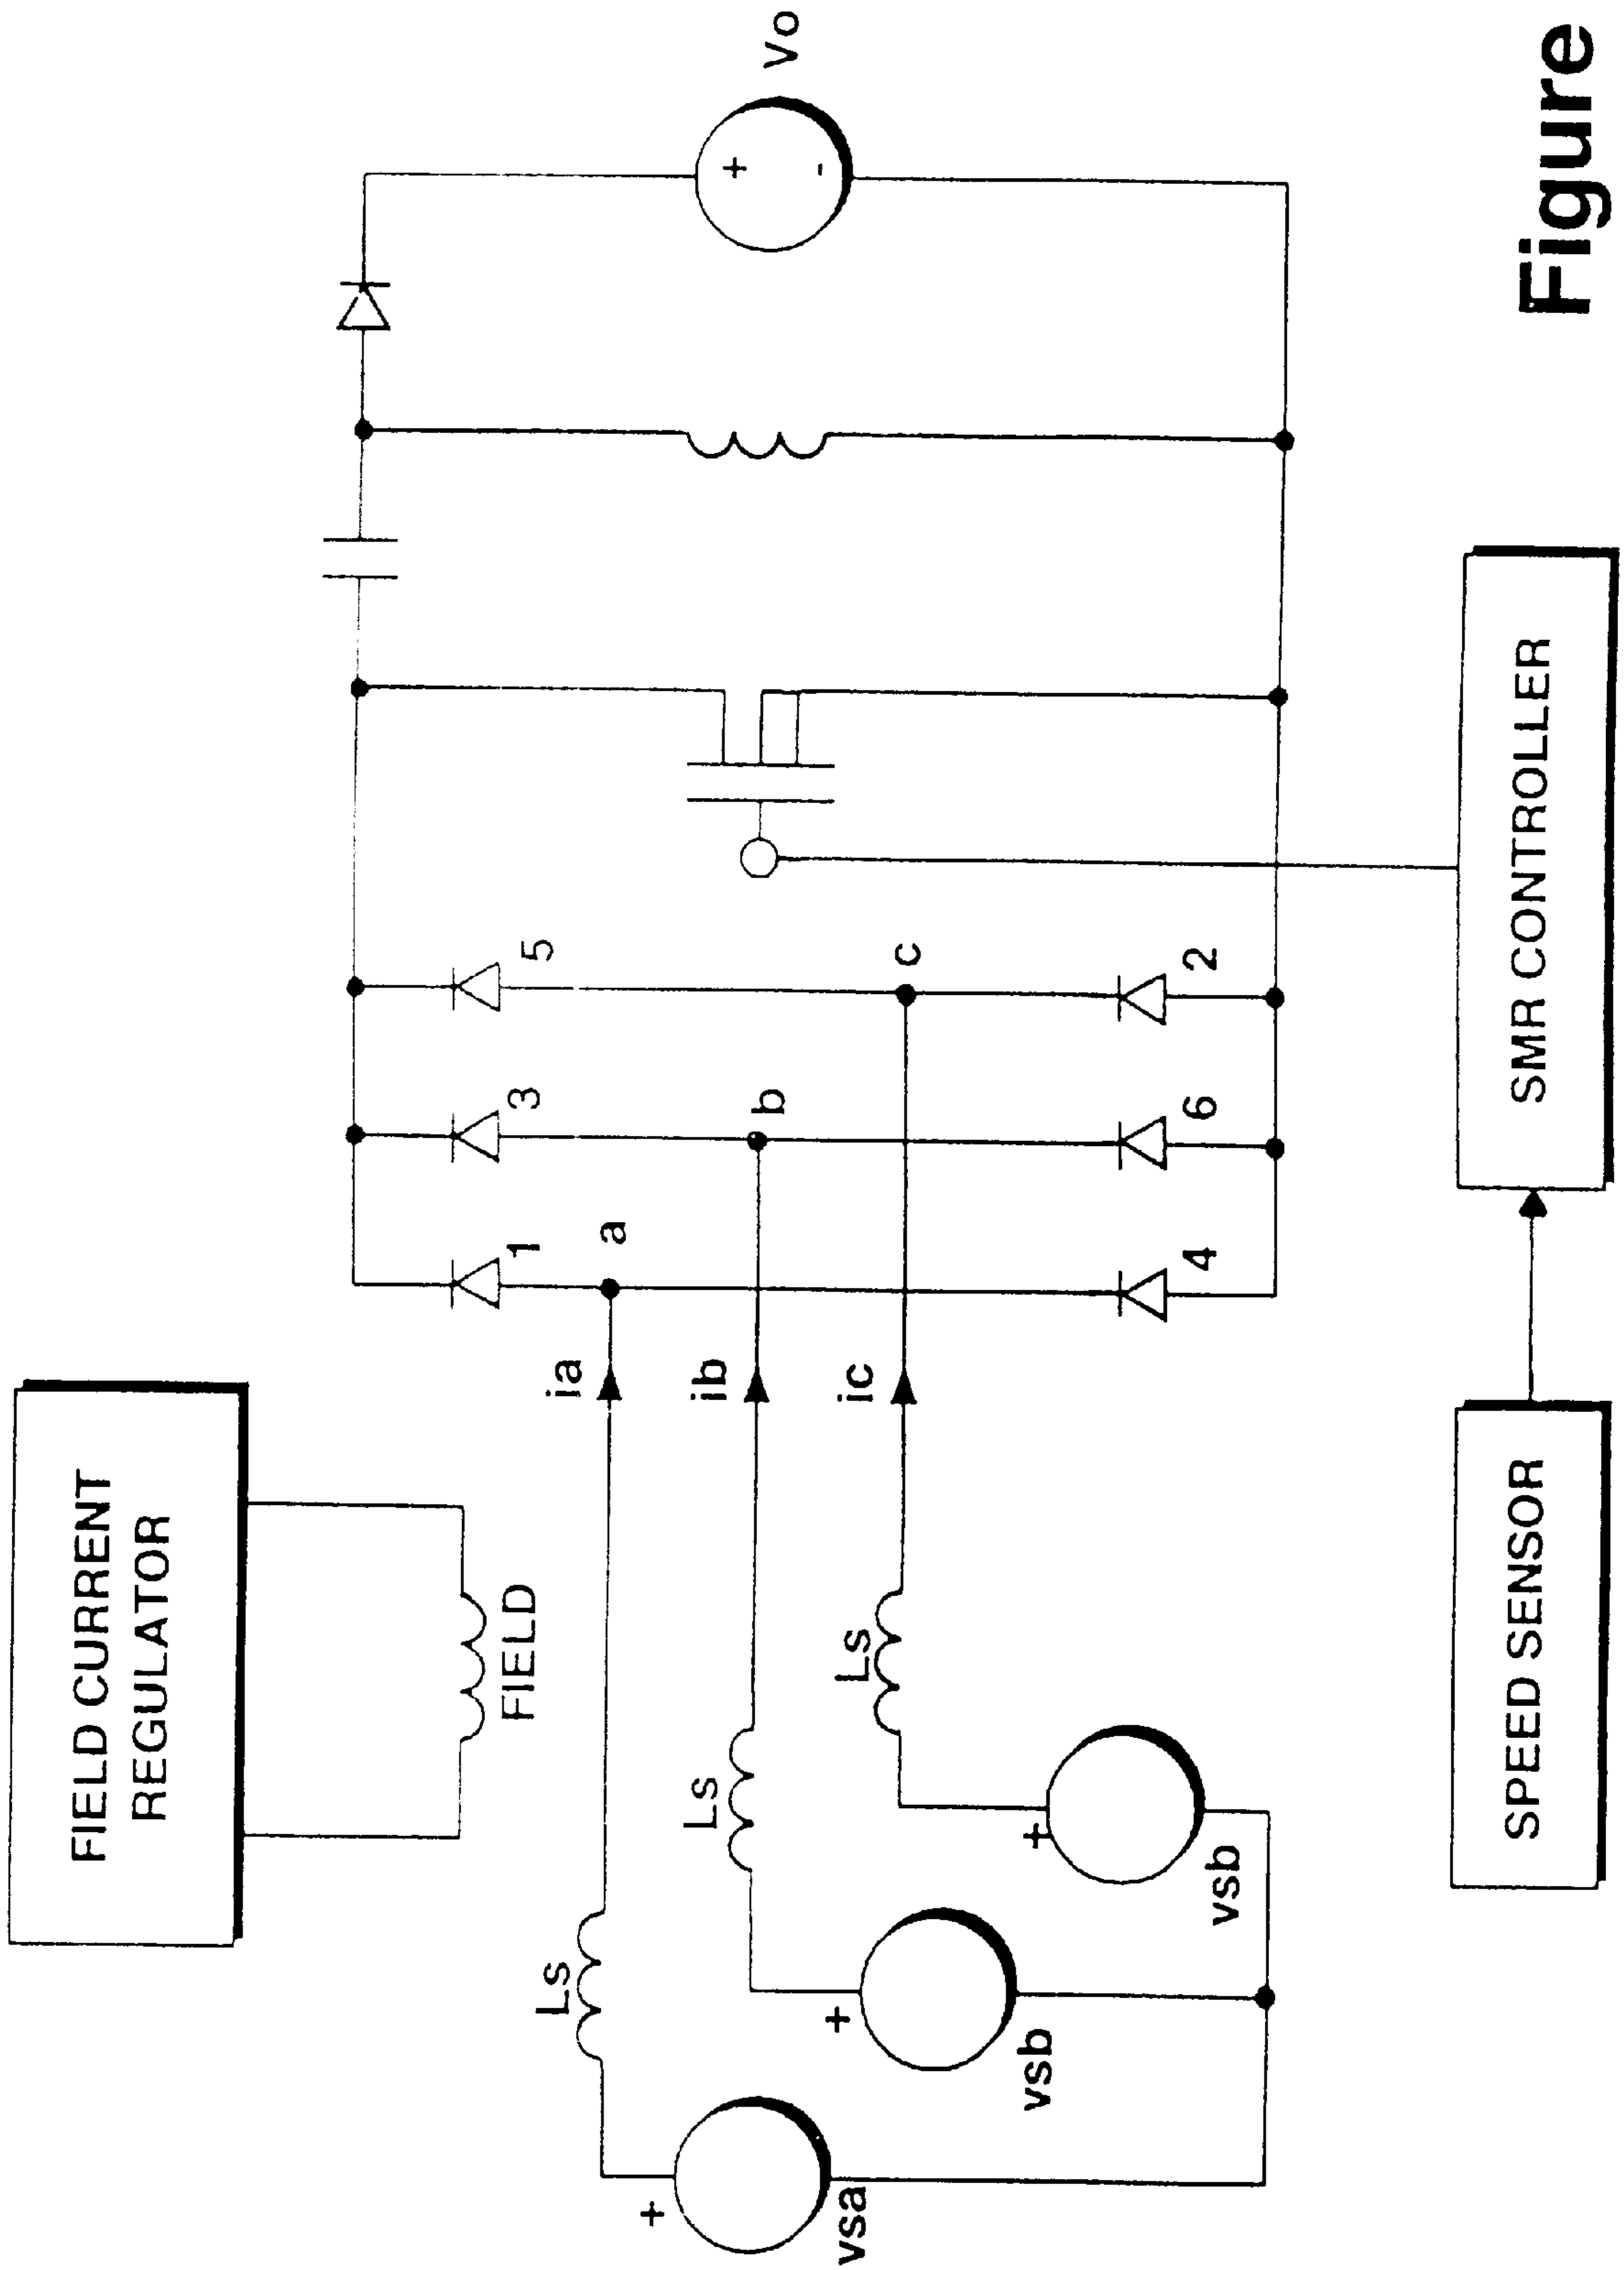 FIELD CURRENT
REGULATOR
FIELD
Ls
ia
a
1
3
5
Vo
+
-
Ls
ib
b
Ls
ic
c
+
vsa
+
vsb
+
vsb
4
6
2
SPEED SENSOR
SMR CONTROLLER
Figure